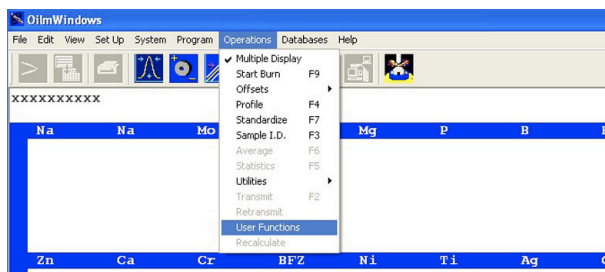 OilmWindows
File Edit View Set Up System Program Operations Databases Help
Multiple Display
Start Burn F9
Offsets
Profile F4
Standardize F7
Sample I.D. F3
Average F6
Statistics F5
Utilities
Transmit F2
Retransmit
User Functions
Recalculate
xxxxxxxxxx
Na Na Mo Mg P B
Zn Ca Cr BFZ Ni Ti Ag